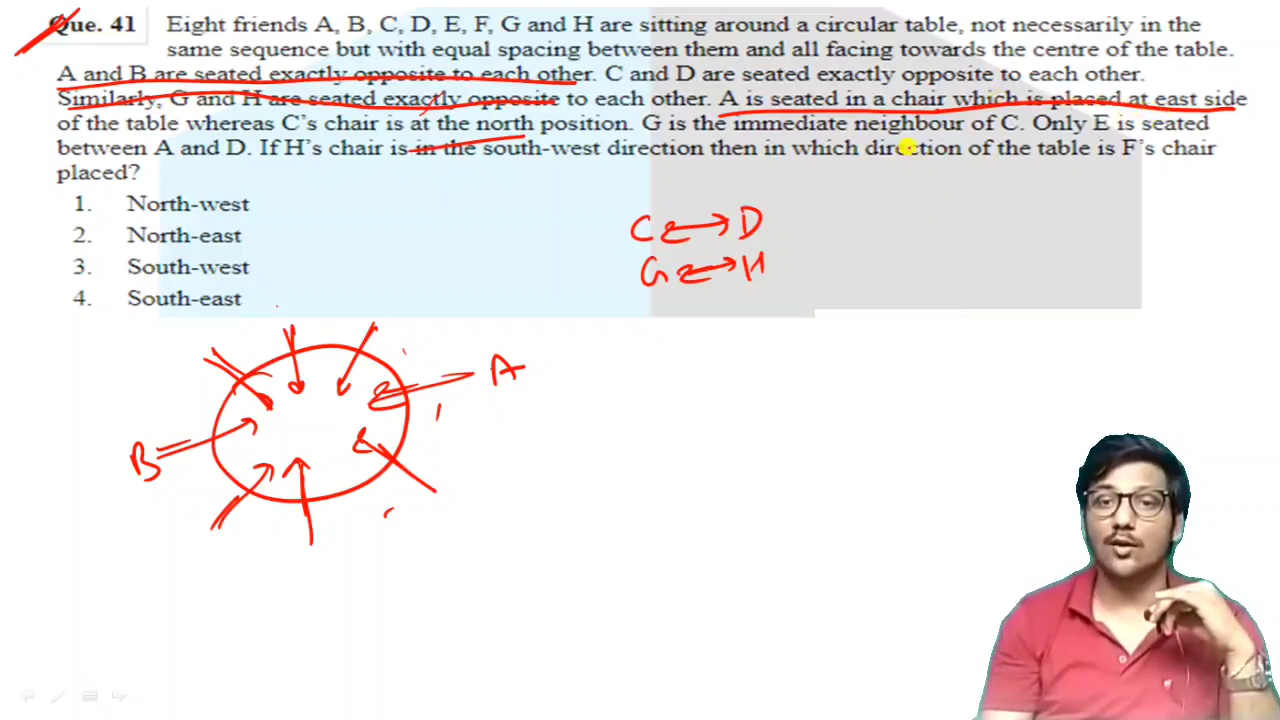 Que. 41 Eight friends A, B, C, D, E, F, G and H are sitting around a circular table, not necessarily in the
same sequence but with equal spacing between them and all facing towards the centre of the table.
A and B are seated exactly opposite to each other. C and D are seated exactly opposite to each other.
Similarly, G and H are seated exactly opposite to each other. A is seated in a chair which is placed at east side
of the table whereas C's chair is at the north position. G is the immediate neighbour of C. Only E is seated
between A and D. If H's chair is in the south-west direction then in which direction of the table is F's chair
placed?
1. North-west
2. North-east
3. South-west
4. South-east
C D
G H
A
B